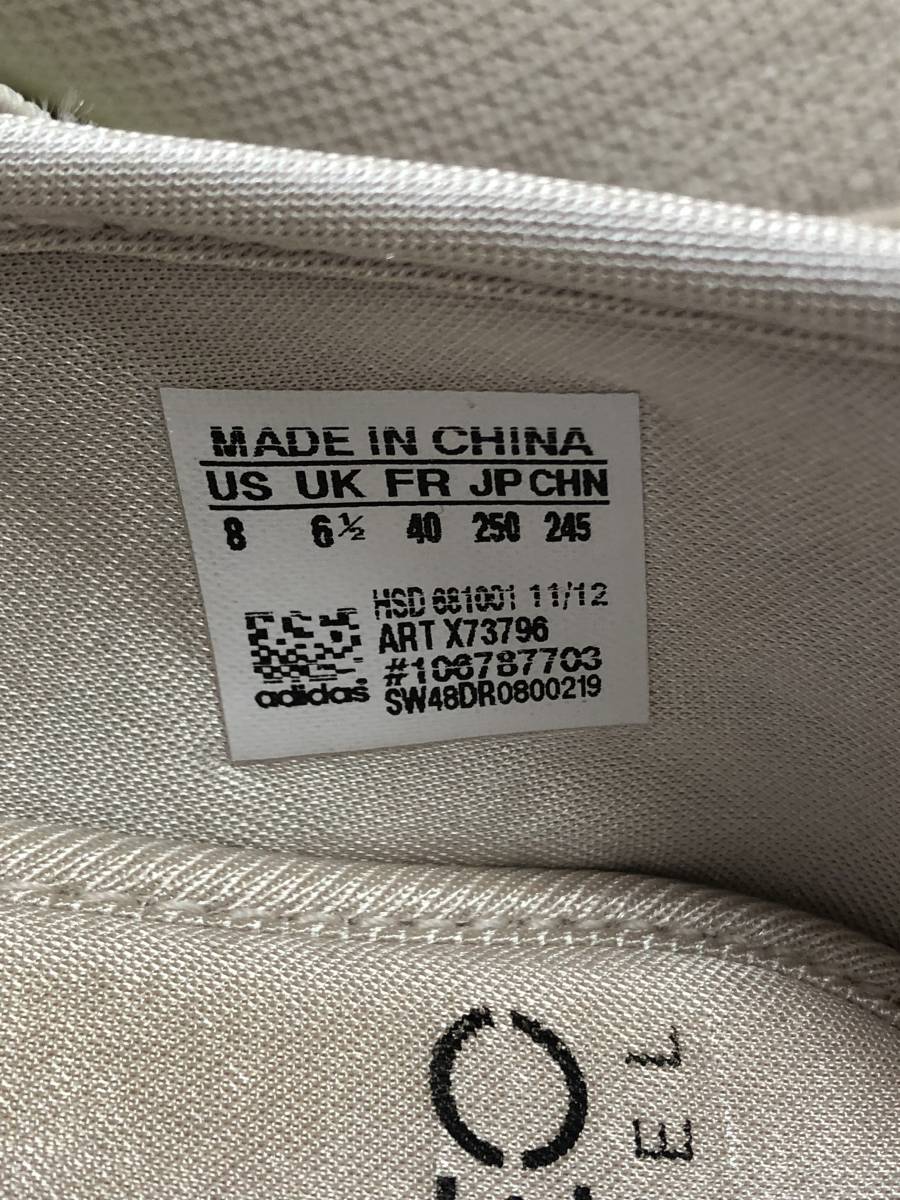 MADE IN CHINA
US UK FR JP CHN
8 6½ 40 250 245
HSD 681001 11/12
ART X73796
#106787703
SW48DR0800219
adidas
EL